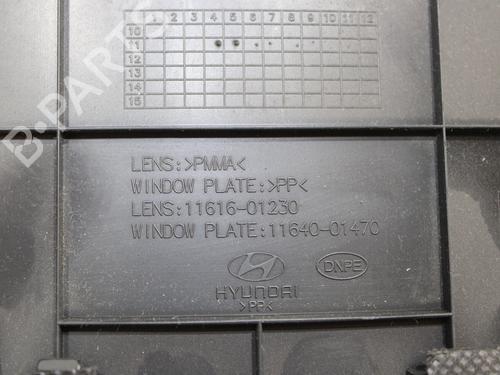 1 2 3 4 5 6 7 8 9 10 11 12
10
11
12
13
14
15
LENS:>PMMA<
WINDOW PLATE:>PP<
LENS:11616-01230
WINDOW PLATE:11640-01470
HYUNDAI
DNPE
>PP<
B-PARTS